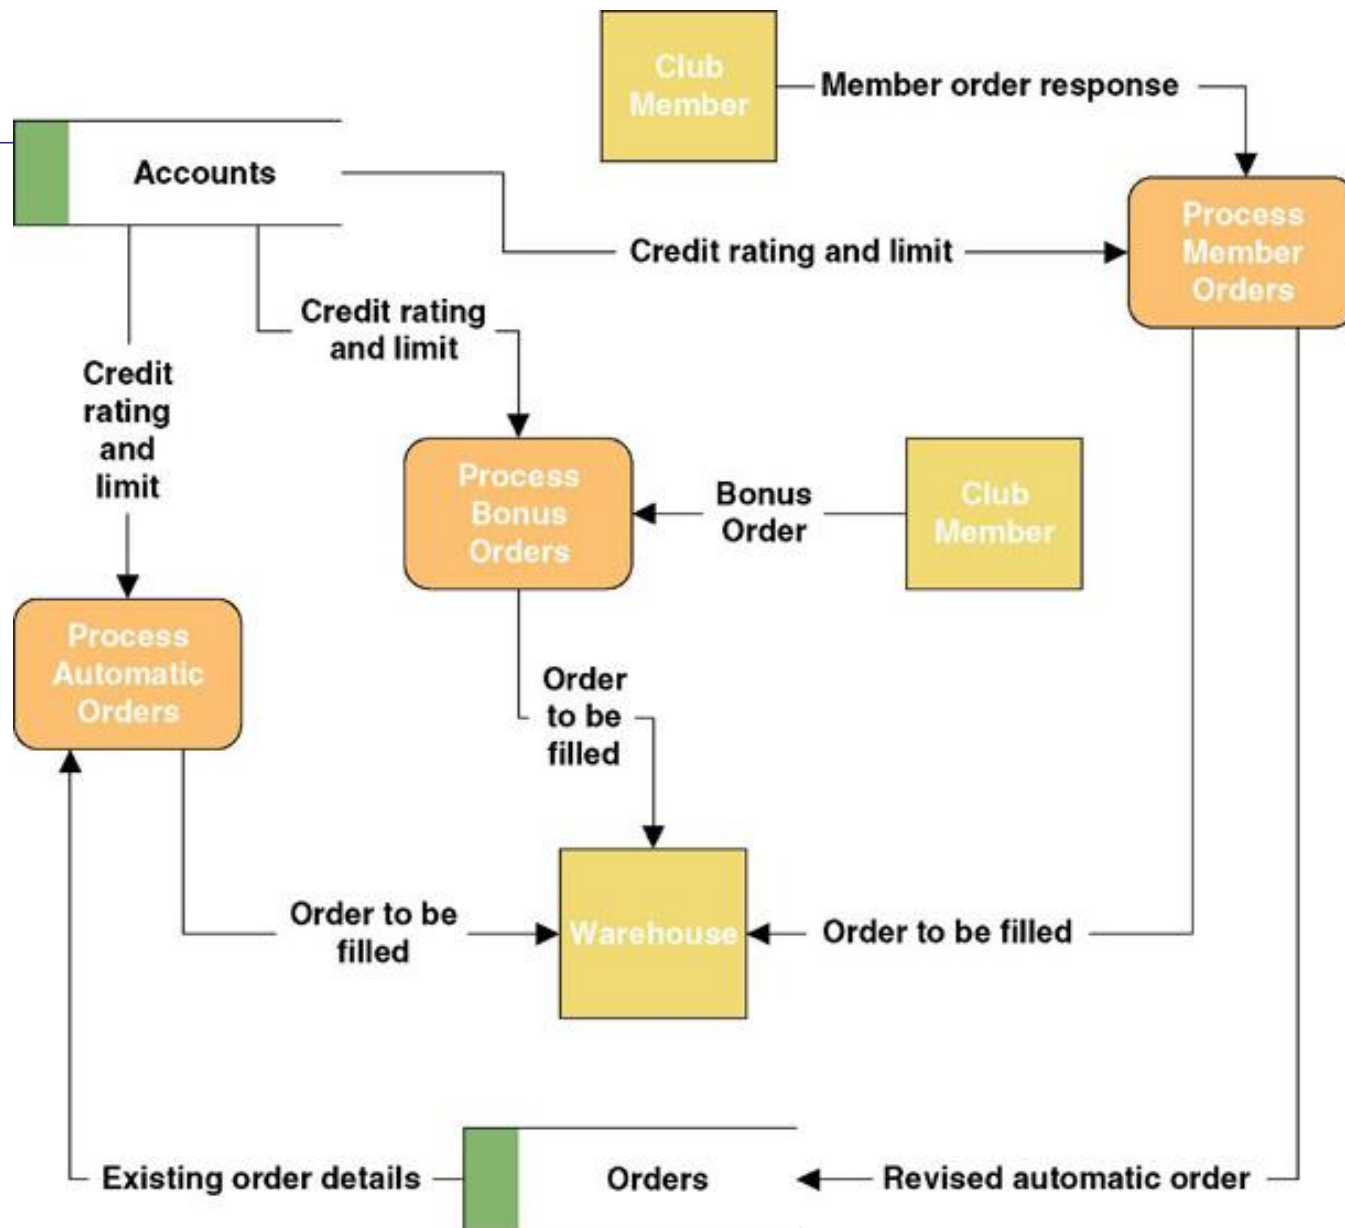 Club
Member
Member order response
Accounts
Process
Member
Orders
Credit rating and limit
Credit rating
and limit
Credit
rating
and
limit
Process
Bonus
Orders
Bonus
Order
Club
Member
Process
Automatic
Orders
Order
to be
filled
Order to be
filled
Warehouse
Order to be filled
Existing order details
Orders
Revised automatic order